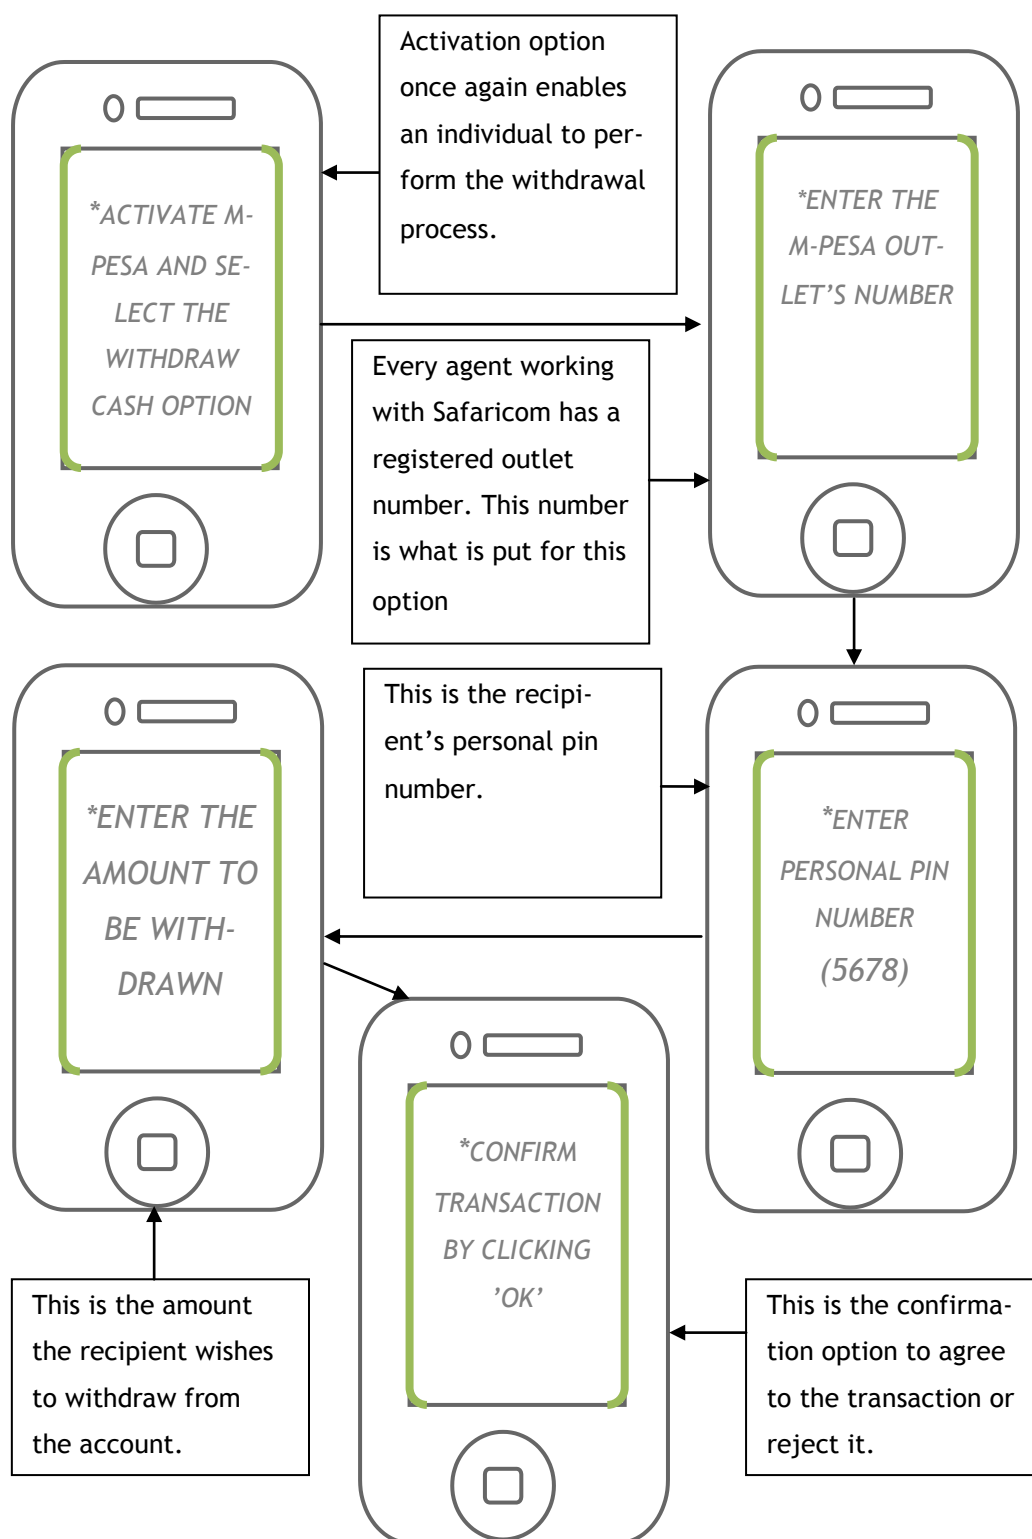 Activation option
once again enables
an individual to per-
form the withdrawal
process.
*ACTIVATE M-
PESA AND SE-
LECT THE
WITHDRAW
CASH OPTION
*ENTER THE
M-PESA OUT-
LET’S NUMBER
Every agent working
with Safaricom has a
registered outlet
number. This number
is what is put for this
option
This is the recipi-
ent’s personal pin
number.
*ENTER
PERSONAL PIN
NUMBER
(5678)
*ENTER THE
AMOUNT TO
BE WITH-
DRAWN
*CONFIRM
TRANSACTION
BY CLICKING
’OK’
This is the amount
the recipient wishes
to withdraw from
the account.
This is the confirma-
tion option to agree
to the transaction or
reject it.